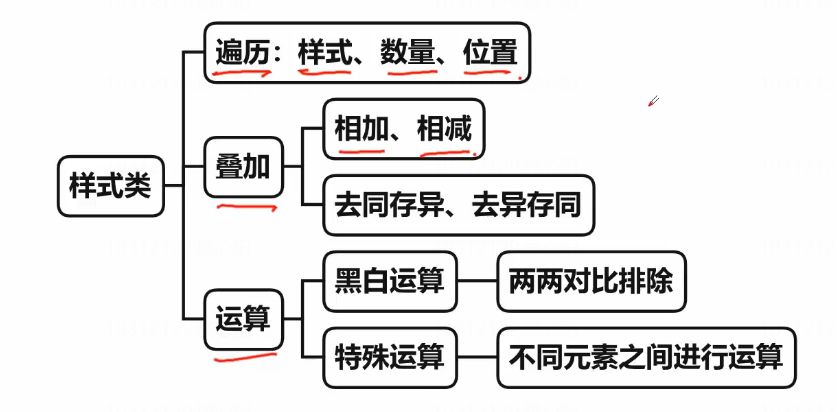 遍历：样式、数量、位置
相加、相减
叠加
样式类
去同存异、去异存同
黑白运算
两两对比排除
运算
特殊运算
不同元素之间进行运算